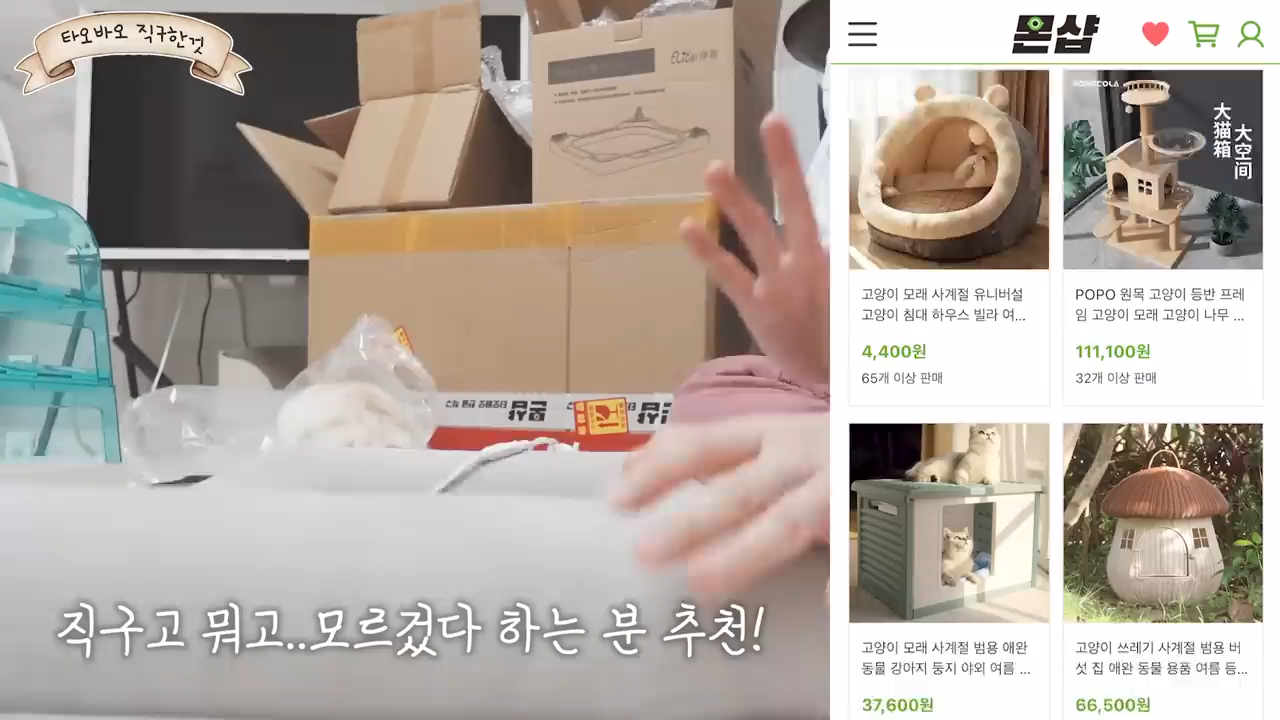 타오바오 직구한것
몬샵
HOMECOLA
大猫箱
大空间
고양이 모래 사계절 유니버설
고양이 침대 하우스 빌라 여...
4,400원
65개 이상 판매
POPO 원목 고양이 등반 프레
임 고양이 모래 고양이 나무 ...
111,100원
32개 이상 판매
몬샵
직구고 뭐고..모르겠다 하는 분 추천!
고양이 모래 사계절 범용 애완
동물 강아지 둥지 야외 여름 ...
37,600원
고양이 쓰레기 사계절 범용 버
섯 집 애완 동물 용품 여름 등...
66,500원